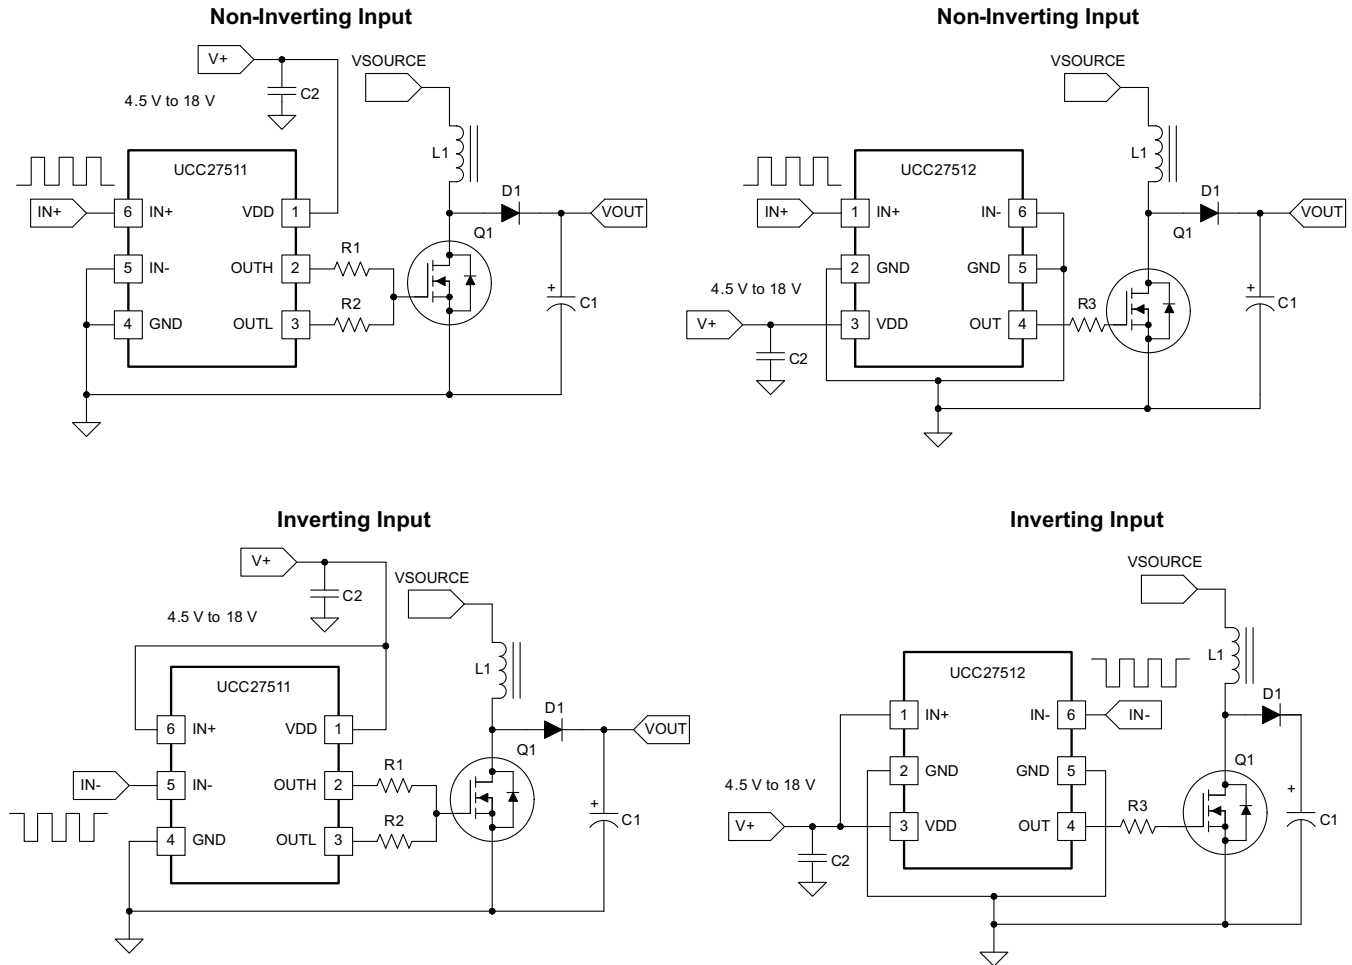 Non-Inverting Input
V+
C2
4.5 V to 18 V
VSOURCE
L1
UCC27511
IN+
6 IN+
VDD 1
D1
VOUT
Q1
5 IN-
OUTH 2
R1
4 GND
OUTL 3
R2
+
C1
Non-Inverting Input
VSOURCE
L1
UCC27512
IN+
1 IN+
IN- 6
D1
VOUT
Q1
2 GND
GND 5
4.5 V to 18 V
V+
3 VDD
OUT 4
R3
C2
+
C1
Inverting Input
V+
C2
4.5 V to 18 V
VSOURCE
L1
UCC27511
6 IN+
VDD 1
D1
VOUT
Q1
IN-
5 IN-
OUTH 2
R1
4 GND
OUTL 3
R2
+
C1
Inverting Input
VSOURCE
L1
UCC27512
1 IN+
IN- 6
IN-
D1
Q1
2 GND
GND 5
4.5 V to 18 V
V+
3 VDD
OUT 4
R3
C2
+
C1